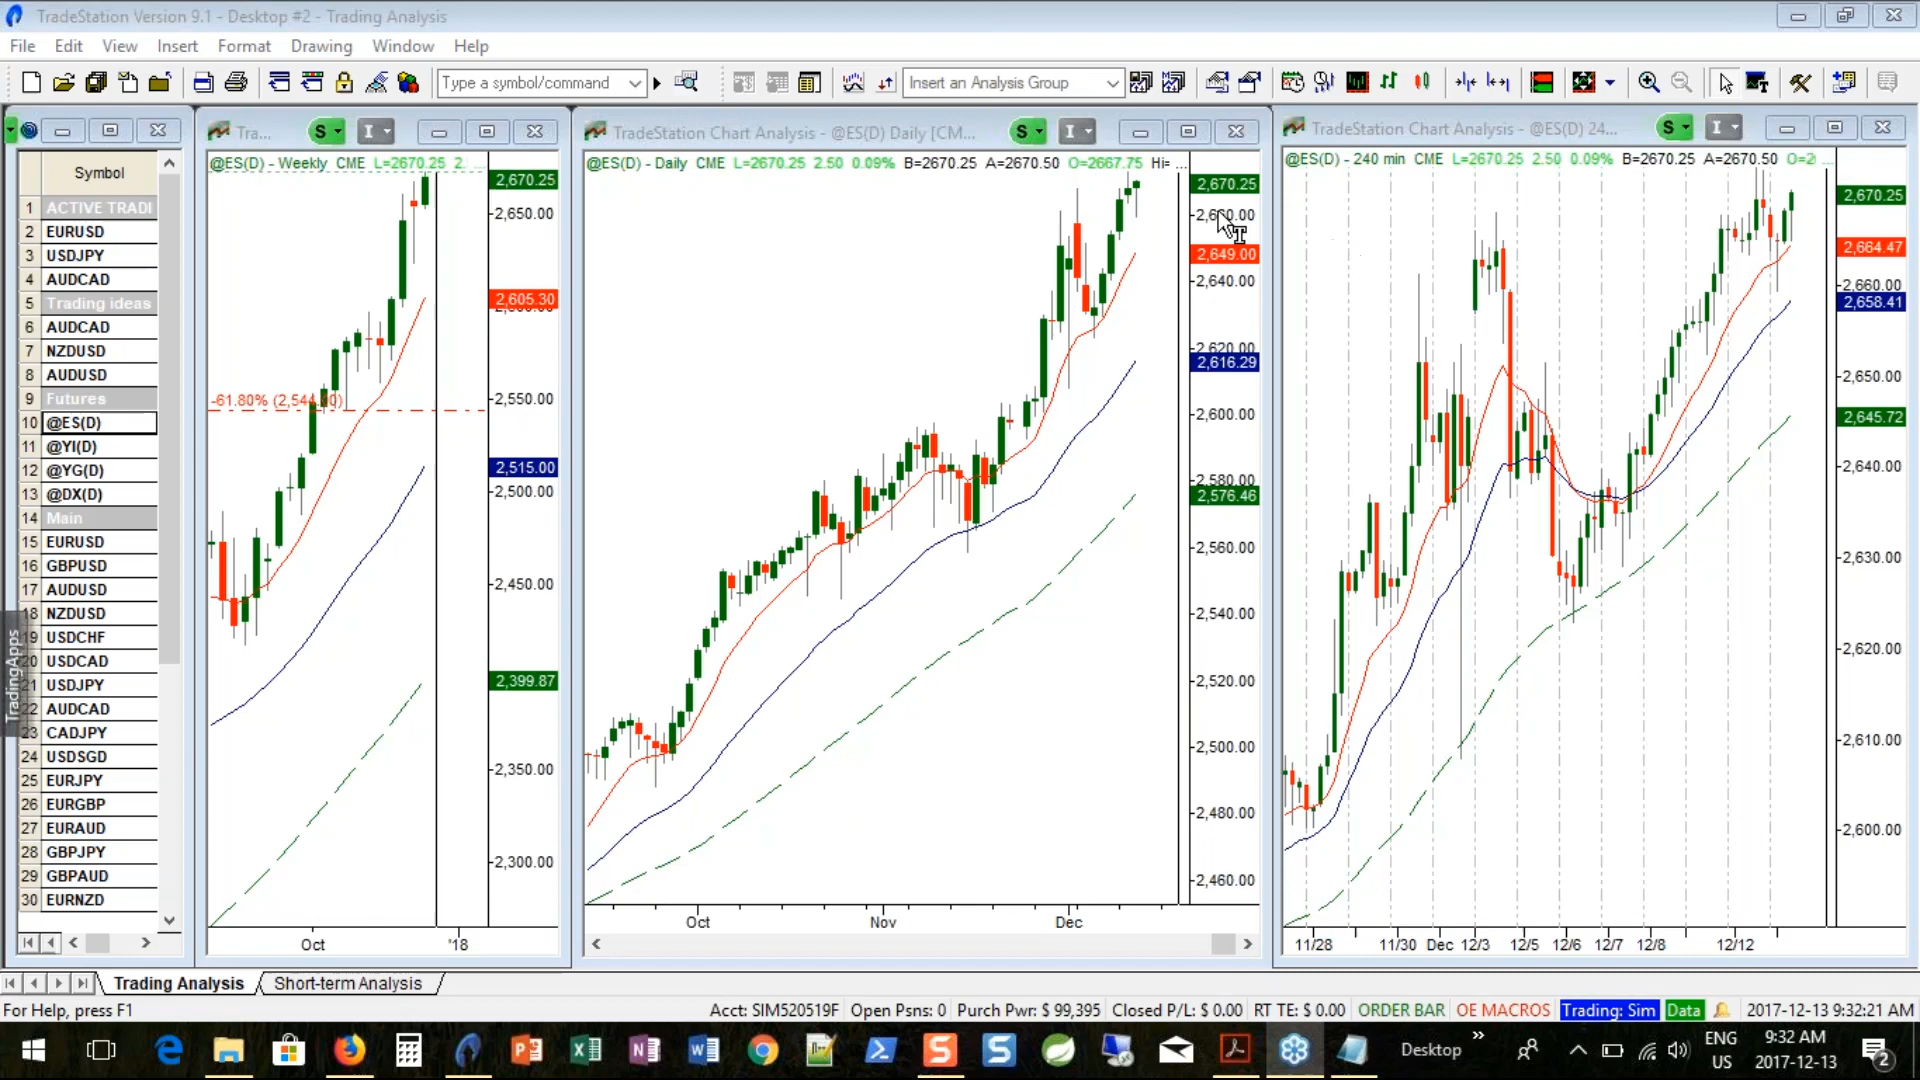 TradeStation Version 9.1 - Desktop #2 - Trading Analysis
File Edit View Insert Format Drawing Window Help
Type a symbol/command
Insert an Analysis Group
Symbol
1 ACTIVE TRADI
2 EURUSD
3 USDJPY
4 AUDCAD
5 Trading ideas
6 AUDCAD
7 NZDUSD
8 AUDUSD
9 Futures
10 @ES(D)
11 @YI(D)
12 @YG(D)
13 @DX(D)
14 Main
15 EURUSD
16 GBPUSD
17 AUDUSD
18 NZDUSD
19 USDCHF
20 USDCAD
21 USDJPY
22 AUDCAD
23 CADJPY
24 USDSGD
25 EURJPY
26 EURGBP
27 EURAUD
28 GBPJPY
29 GBPAUD
30 EURNZD
TradingApps
Tra... S I
@ES(D) - Weekly CME L=2670.25 2. ...
2,670.25
2,650.00
2,605.30
-61.80% (2,544.
2,550.00
2,515.00
2,500.00
2,450.00
2,399.87
2,350.00
2,300.00
Oct '18
TradeStation Chart Analysis - @ES(D) Daily [CM... S I
@ES(D) - Daily CME L=2670.25 2.50 0.09% B=2670.25 A=2670.50 O=2667.75 Hi= ...
2,670.25
2,649.00
2,640.00
2,620.00
2,616.29
2,600.00
2,580.00
2,576.46
2,560.00
2,540.00
2,520.00
2,500.00
2,480.00
2,460.00
Oct Nov Dec
TradeStation Chart Analysis - @ES(D) 24... S I
@ES(D) - 240 min CME L=2670.25 2.50 0.09% B=2670.25 A=2670.50 O=2 ...
2,670.25
2,664.47
2,660.00
2,658.41
2,650.00
2,645.72
2,640.00
2,630.00
2,620.00
2,610.00
2,600.00
11/28 11/30 Dec 12/3 12/5 12/6 12/7 12/8 12/12
Trading Analysis Short-term Analysis
For Help, press F1
Acct: SIM520519F Open Psns: 0 Purch Pwr: $ 99,395 Closed P/L: $ 0.00 RT TE: $ 0.00 ORDER BAR OE MACROS Trading: Sim Data 2017-12-13 9:32:21 AM
Desktop
ENG
US
9:32 AM
2017-12-13
2